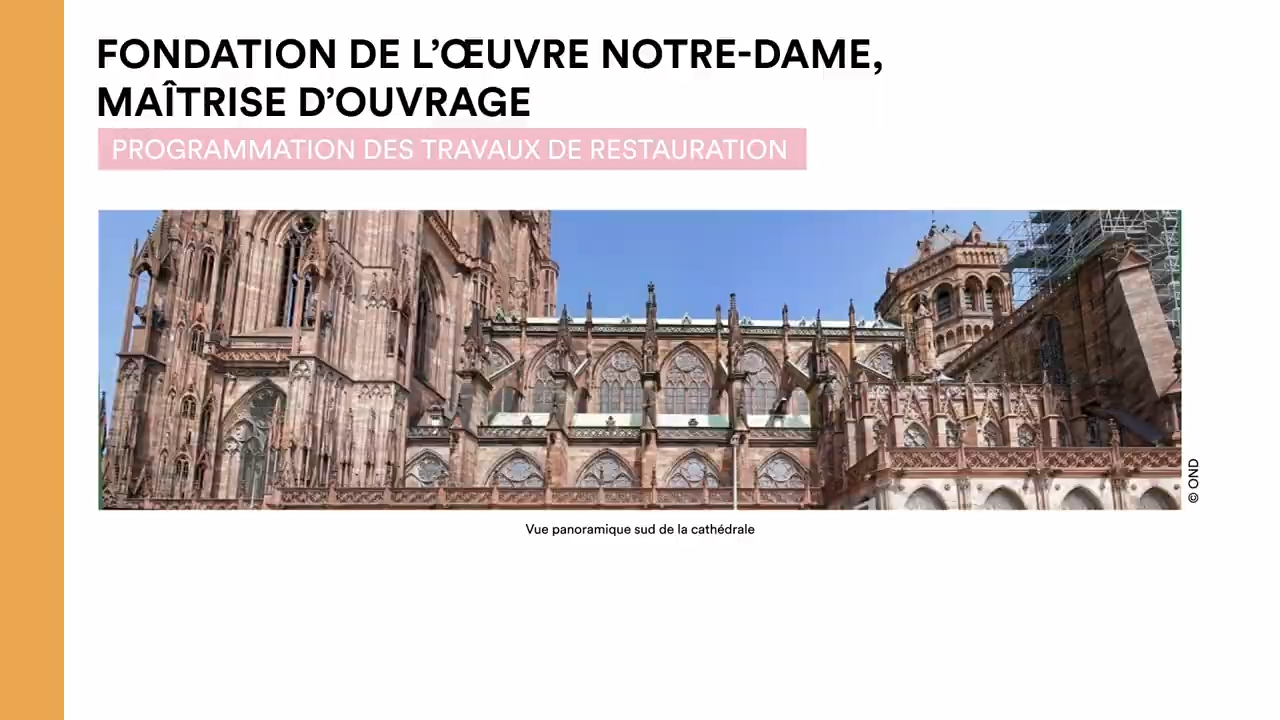 FONDATION DE L’ŒUVRE NOTRE-DAME,
MAÎTRISE D’OUVRAGE
PROGRAMMATION DES TRAVAUX DE RESTAURATION
© OND
Vue panoramique sud de la cathédrale